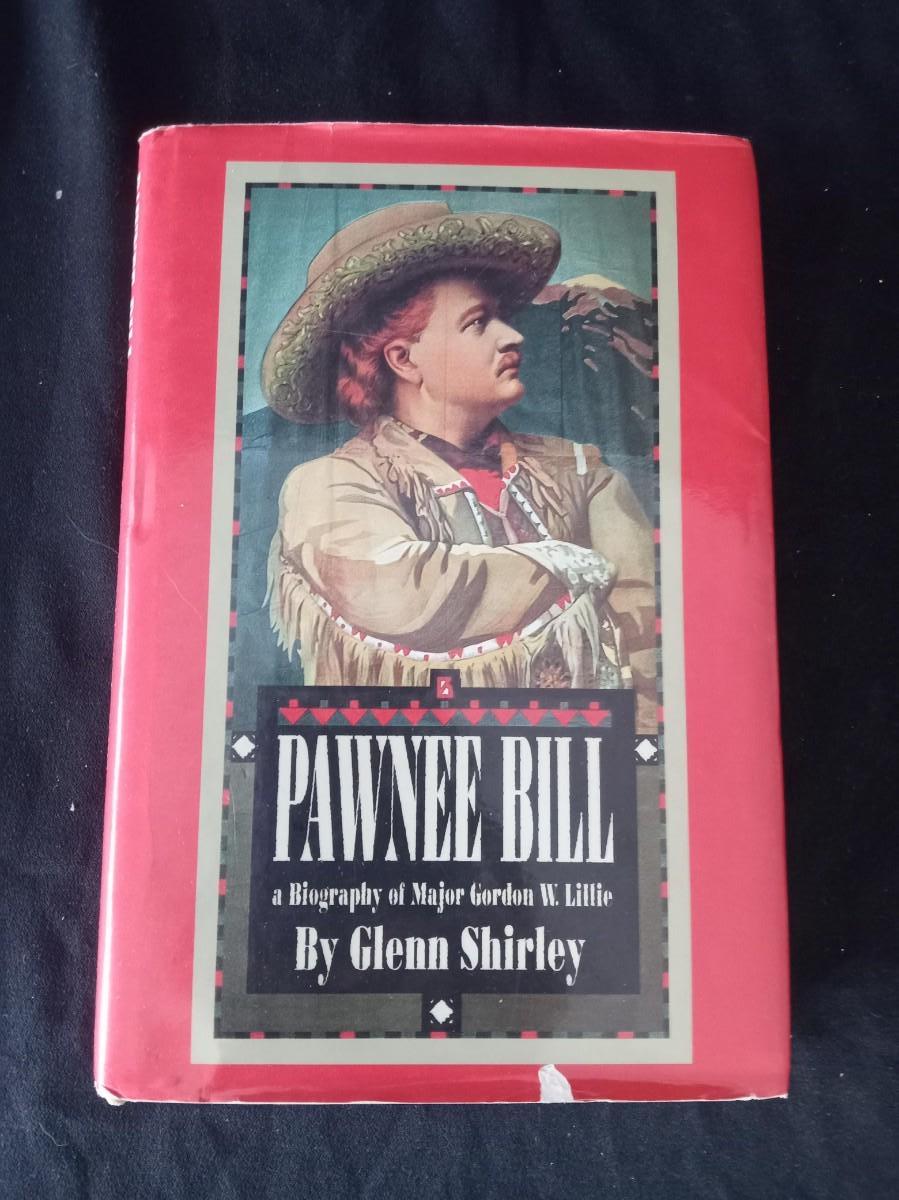 PAWNEE BILL
a Biography of Major Gordon W. Lillie
By Glenn Shirley